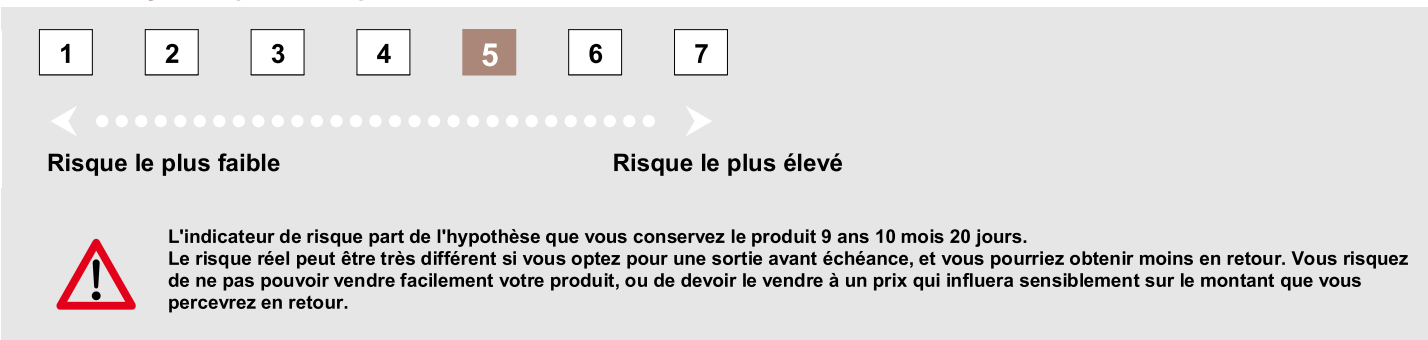 1 2 3 4 5 6 7
Risque le plus faible Risque le plus élevé
L'indicateur de risque part de l'hypothèse que vous conservez le produit 9 ans 10 mois 20 jours.
Le risque réel peut être très différent si vous optez pour une sortie avant échéance, et vous pourriez obtenir moins en retour. Vous risquez
de ne pas pouvoir vendre facilement votre produit, ou de devoir le vendre à un prix qui influera sensiblement sur le montant que vous
percevrez en retour.